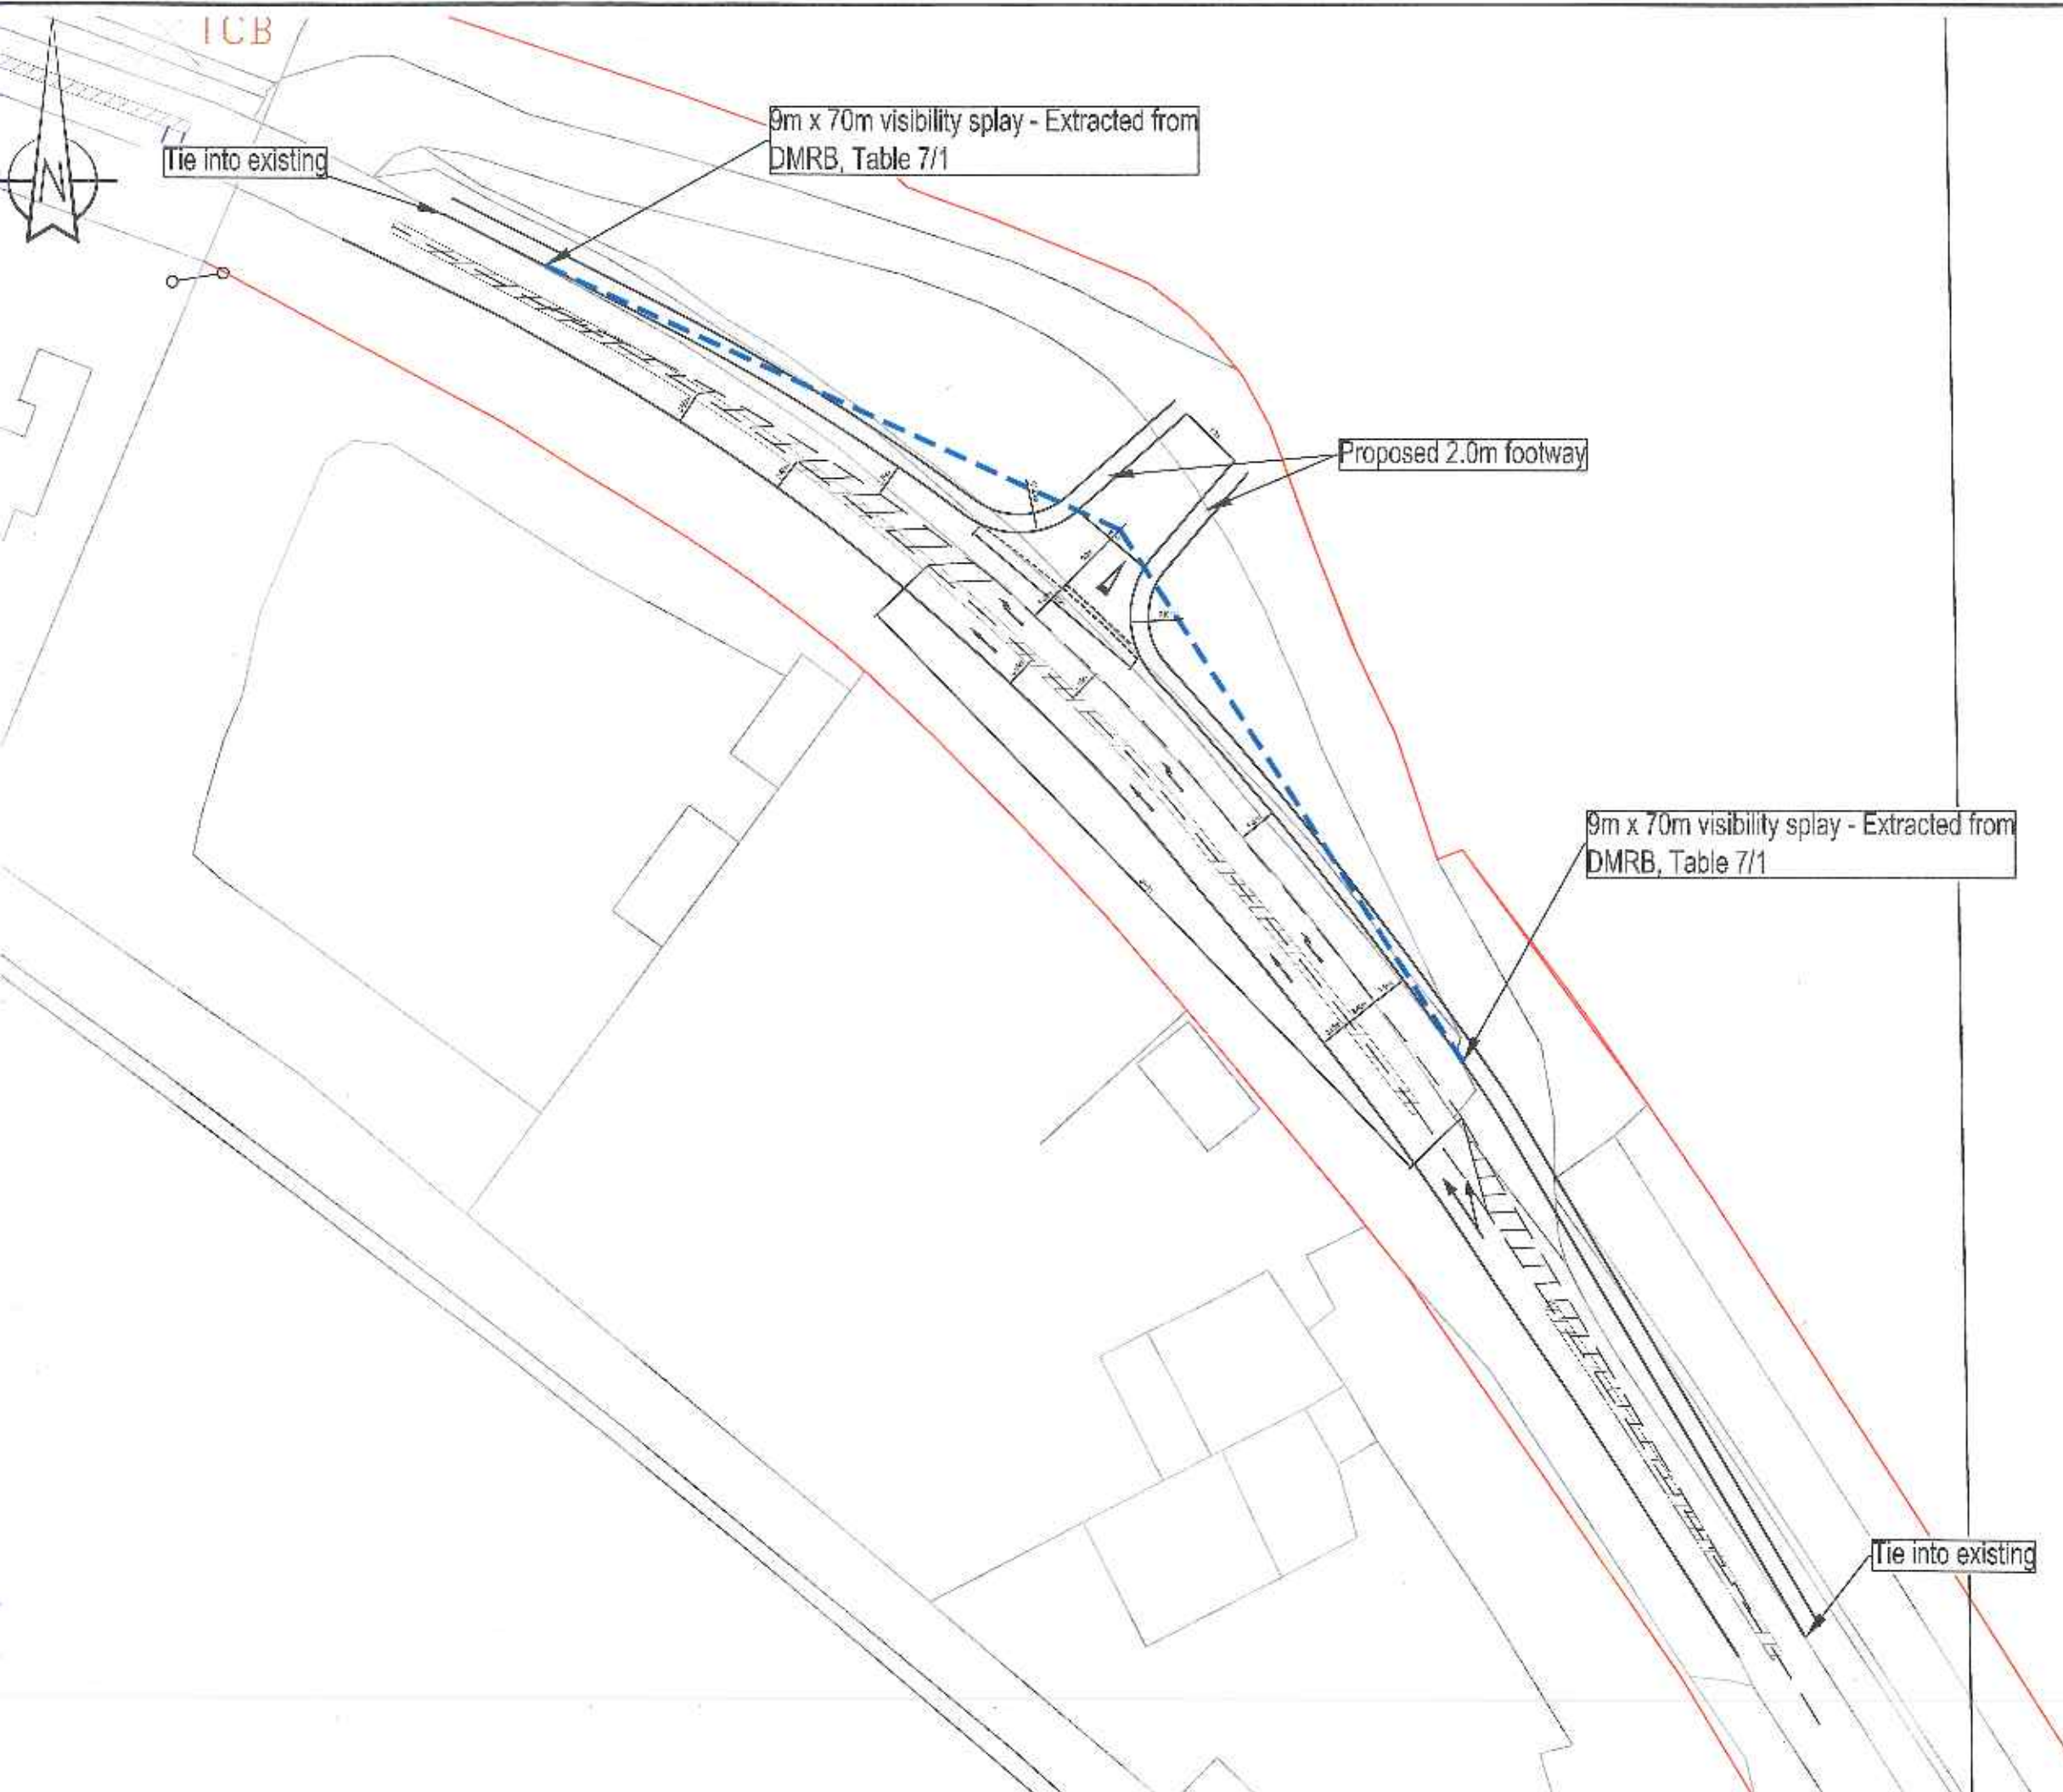 TCB
9m x 70m visibility splay - Extracted from
DMRB, Table 7/1
Tie into existing
N
Proposed 2.0m footway
9m x 70m visibility splay - Extracted from
DMRB, Table 7/1
Tie into existing